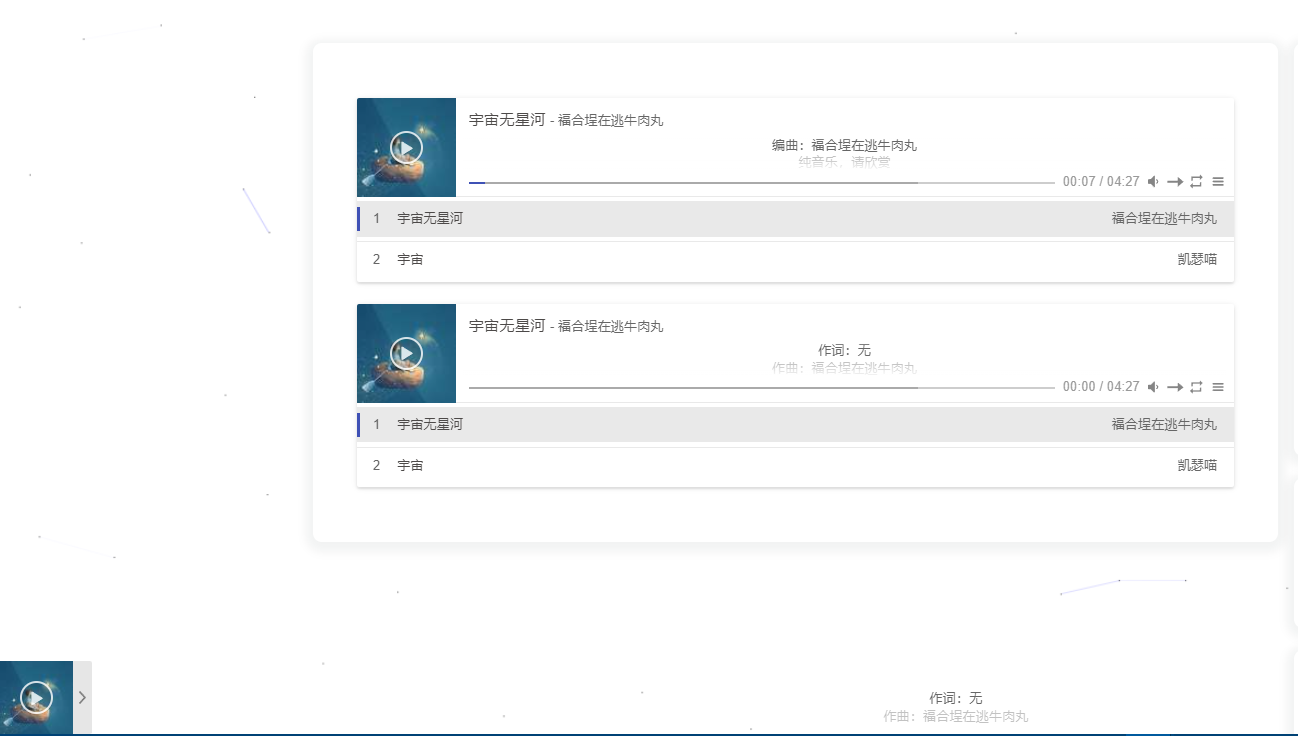 宇宙无星河 - 福合埕在逃牛肉丸
编曲：福合埕在逃牛肉丸
纯音乐，请欣赏
00:07 / 04:27
1 宇宙无星河 福合埕在逃牛肉丸
2 宇宙 凯瑟喵
宇宙无星河 - 福合埕在逃牛肉丸
作词：无
作曲：福合埕在逃牛肉丸
00:00 / 04:27
1 宇宙无星河 福合埕在逃牛肉丸
2 宇宙 凯瑟喵
作词：无
作曲：福合埕在逃牛肉丸